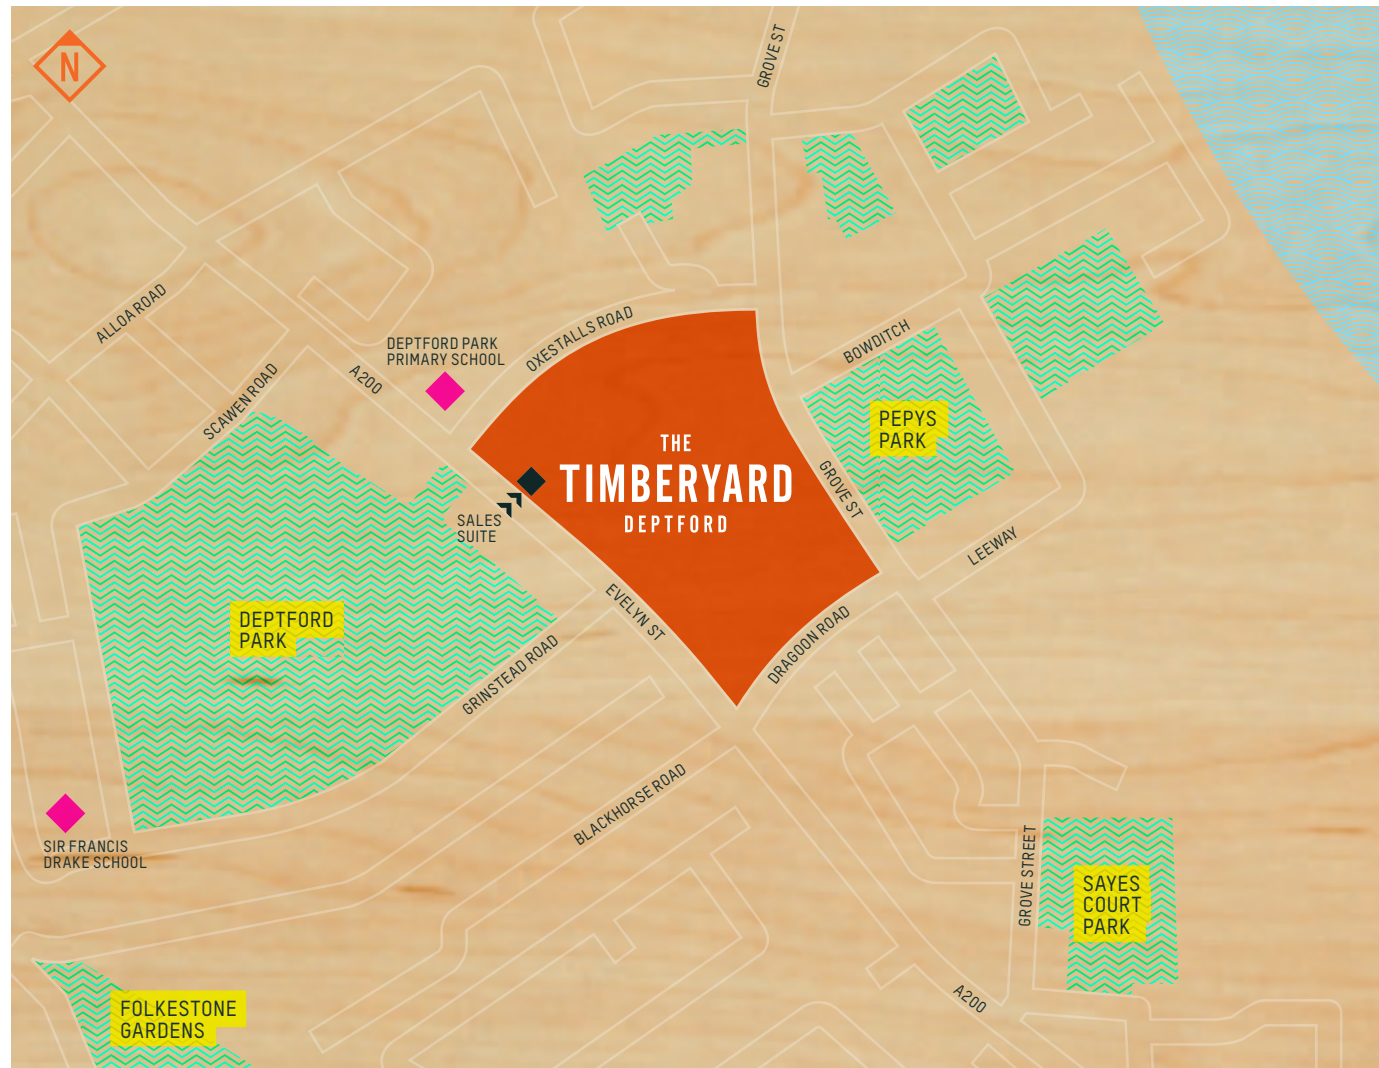 N
GROVE ST
ALLOA ROAD
OXESTALLS ROAD
BOWDITCH
DEPTFORD PARK
PRIMARY SCHOOL
A200
SCAWEN ROAD
PEPYS
PARK
THE
TIMBERYARD
DEPTFORD
GROVE ST
SALES
SUITE
LEEWAY
DEPTFORD
PARK
EVELYN ST
DRAGOON ROAD
GRINSTEAD ROAD
BLACKHORSE ROAD
SIR FRANCIS
DRAKE SCHOOL
GROVE STREET
SAYES
COURT
PARK
A200
FOLKESTONE
GARDENS